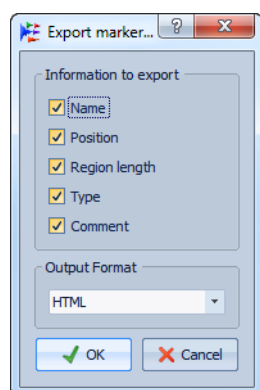 Export marker...
?
X
Information to export
Name
Position
Region length
Type
Comment
Output Format
HTML
OK
Cancel